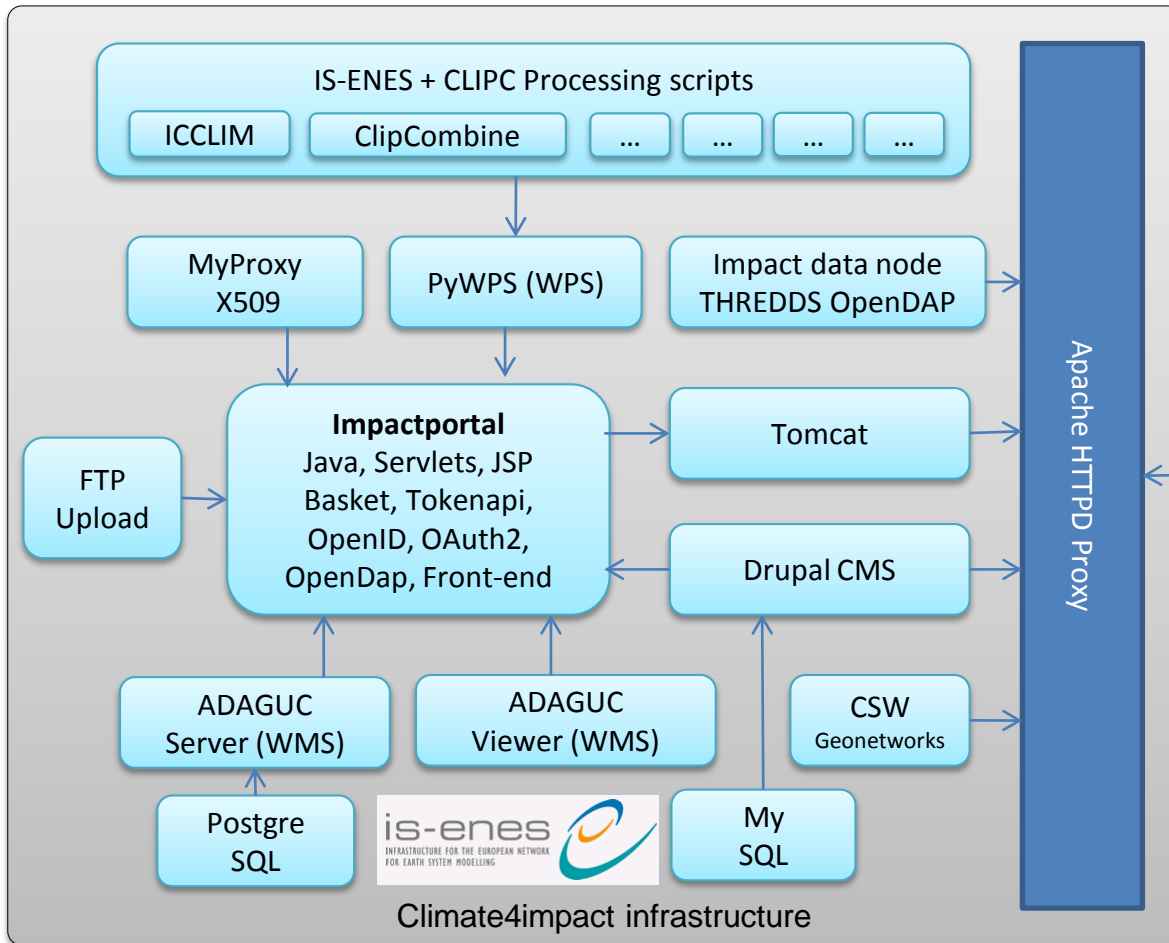 IS-ENES + CLIPC Processing scripts
ICCLIM
ClipCombine
...
...
...
...
MyProxy
X509
PyWPS (WPS)
Impact data node
THREDDS OpenDAP
Impactportal
Java, Servlets, JSP
Basket, Tokenapi,
OpenID, OAuth2,
OpenDap, Front-end
Tomcat
FTP
Upload
Drupal CMS
Apache HTTPD Proxy
ADAGUC
Server (WMS)
ADAGUC
Viewer (WMS)
CSW
Geonetworks
Postgre
SQL
is-enes
INFRASTRUCTURE FOR THE EUROPEAN NETWORK
FOR EARTH SYSTEM MODELLING
My
SQL
Climate4impact infrastructure